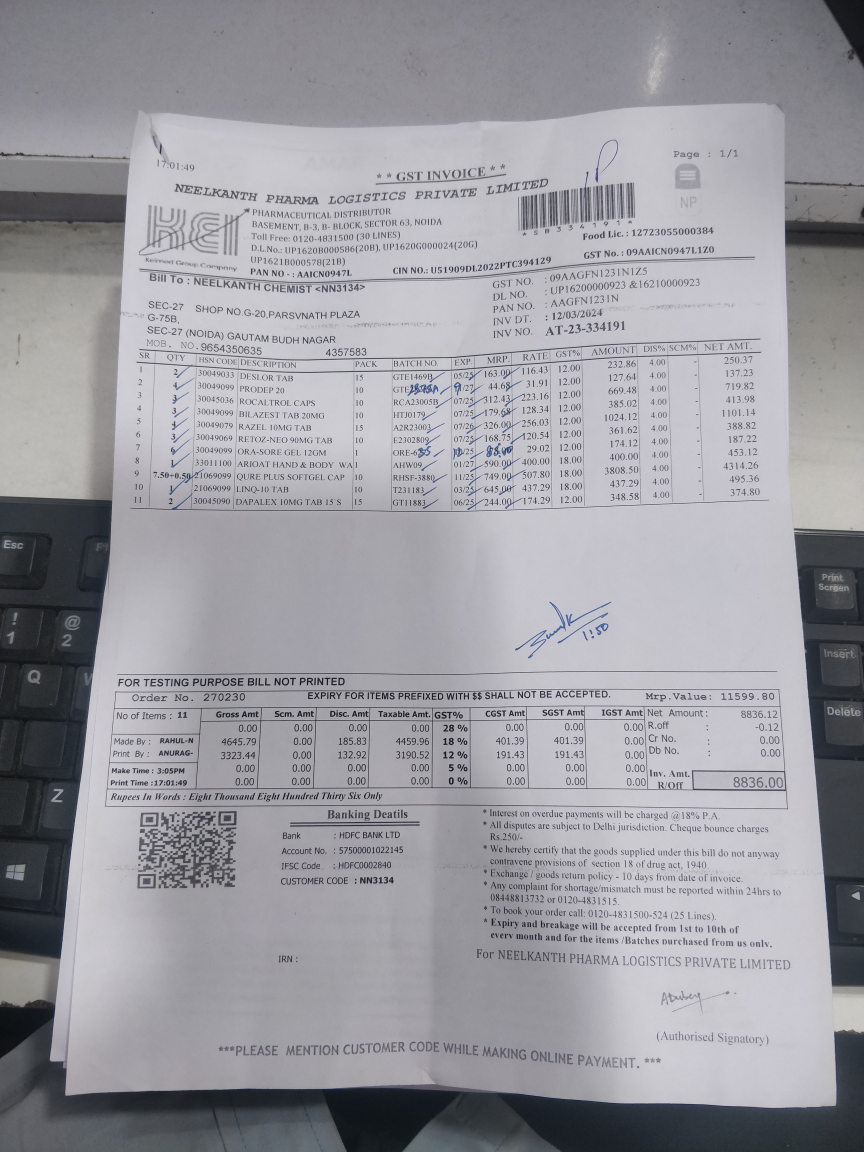 17:01:49
* * GST INVOICE * *
Page : 1/1
NEELKANTH PHARMA LOGISTICS PRIVATE LIMITED
NP
KEI
Keimed Group Company
PHARMACEUTICAL DISTRIBUTOR
BASEMENT, B-3, B- BLOCK, SECTOR 63, NOIDA
Toll Free: 0120-4831500 (30 LINES)
D.L.No.: UP1620B000586(20B), UP1620G000024(20G)
UP1621B000578(21B)
PAN NO - : AAICN0947L
CIN NO.: U51909DL2022PTC394129
*58334191*
Food Lic. : 12723055000384
GST No. : 09AAICN0947L1Z0
Bill To : NEELKANTH CHEMIST <NN3134>
SEC-27 SHOP NO.G-20,PARSVNATH PLAZA
G-75B,
SEC-27 (NOIDA) GAUTAM BUDH NAGAR
MOB. NO. 9654350635 4357583
GST NO. : 09AAGFN1231N1Z5
DL NO. : UP16200000923 &16210000923
PAN NO. : AAGFN1231N
INV DT. : 12/03/2024
INV NO. AT-23-334191
SR QTY HSN CODE DESCRIPTION PACK BATCH NO. EXP. MRP. RATE GST% AMOUNT DIS% SCM% NET AMT.
1 2 30049033 DESLOR TAB 15 GTE1469B 05/25 163.00 116.43 12.00 232.86 4.00 - 250.37
2 4 30049099 PRODEP 20 10 44.68 31.91 12.00 127.64 4.00 - 137.23
3 3 30045036 ROCALTROL CAPS 10 RCA23005B 07/25 312.43 223.16 12.00 669.48 4.00 - 719.82
4 3 30049099 BILAZEST TAB 20MG 10 HTJ0179 07/25 179.68 128.34 12.00 385.02 4.00 - 413.98
5 4 30049079 RAZEL 10MG TAB 15 A2R23003 07/26 326.00 256.03 12.00 1024.12 4.00 - 1101.14
6 3 30049069 RETOZ-NEO 90MG TAB 10 E2302809 07/25 168.75 120.54 12.00 361.62 4.00 - 388.82
7 6 30049099 ORA-SORE GEL 12GM 1 29.02 12.00 174.12 4.00 - 187.22
8 1 33011100 ARIOAT HAND & BODY WA AHW09 01/27 590.00 400.00 18.00 400.00 4.00 - 453.12
9 7.50+0.50 21069099 QURE PLUS SOFTGEL CAP 10 RHSF-3880 11/25 749.00 507.80 18.00 3808.50 4.00 - 4314.26
10 1 21069099 LINQ-10 TAB 10 T231183 03/25 645.00 437.29 18.00 437.29 4.00 - 495.36
11 2 30045090 DAPALEX 10MG TAB 15`S 15 GT11883 06/25 244.00 174.29 12.00 348.58 4.00 - 374.80
1:50
FOR TESTING PURPOSE BILL NOT PRINTED
Order No. 270230 EXPIRY FOR ITEMS PREFIXED WITH $$ SHALL NOT BE ACCEPTED. Mrp.Value: 11599.80
No of Items : 11 Gross Amt Scm. Amt Disc. Amt Taxable. Amt GST% CGST Amt SGST Amt IGST Amt
0.00 0.00 0.00 0.00 28 % 0.00 0.00 0.00
Made By : RAHUL-N 4645.79 0.00 185.83 4459.96 18 % 401.39 401.39 0.00
Print By : ANURAG- 3323.44 0.00 132.92 3190.52 12 % 191.43 191.43 0.00
Make Time : 3:05PM 0.00 0.00 0.00 0.00 5 % 0.00 0.00 0.00
Print Time :17:01:49 0.00 0.00 0.00 0.00 0 % 0.00 0.00 0.00
Net Amount : 8836.12
R.off -0.12
Cr No. : 0.00
Db No. : 0.00
Inv. Amt. R/Off 8836.00
Rupees In Words : Eight Thousand Eight Hundred Thirty Six Only
Banking Deatils
Bank : HDFC BANK LTD
Account No. : 57500001022145
IFSC Code : HDFC0002840
CUSTOMER CODE : NN3134
* Interest on overdue payments will be charged @18% P.A.
* All disputes are subject to Delhi jurisdiction. Cheque bounce charges
Rs.250/-
* We hereby certify that the goods supplied under this bill do not anyway
contravene provisions of section 18 of drug act, 1940.
* Exchange / goods return policy - 10 days from date of invoice.
* Any complaint for shortage/mismatch must be reported within 24hrs to
08448813732 or 0120-4831515.
* To book your order call: 0120-4831500-524 (25 Lines).
* Expiry and breakage will be accepted from 1st to 10th of
every month and for the items /Batches purchased from us only.
IRN :
For NEELKANTH PHARMA LOGISTICS PRIVATE LIMITED
(Authorised Signatory)
***PLEASE MENTION CUSTOMER CODE WHILE MAKING ONLINE PAYMENT. ***
Esc
!
1
@
2
Q
Z
Print
Screen
Insert
Delete